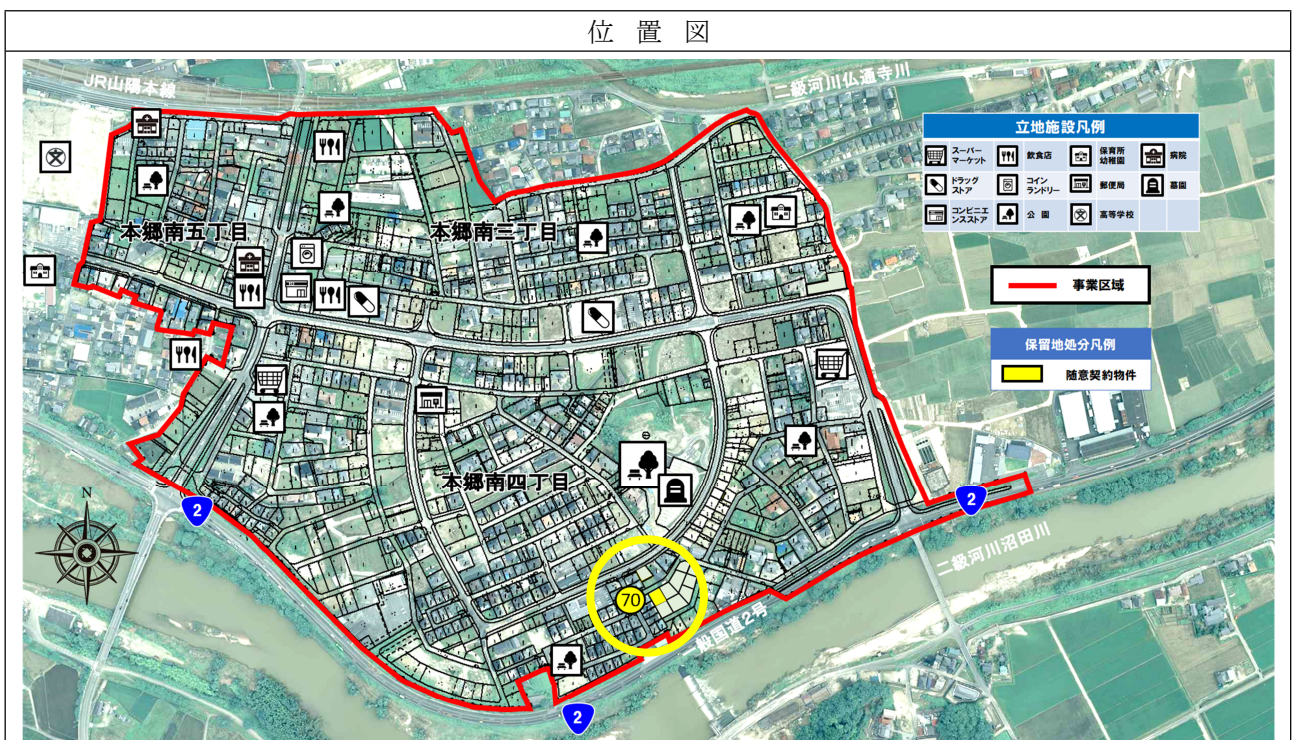 位 置 図
JR山陽本線
二級河川仏通寺川
立地施設凡例
スーパー
マーケット
飲食店
保育所
幼稚園
病院
ドラッグ
ストア
コイン
ランドリー
郵便局
墓園
コンビニエ
ンスストア
公 園
高等学校
本郷南五丁目
本郷南三丁目
事業区域
保留地処分凡例
随意契約物件
本郷南四丁目
N
2
2
二級河川沼田川
70
一般国道2号
2